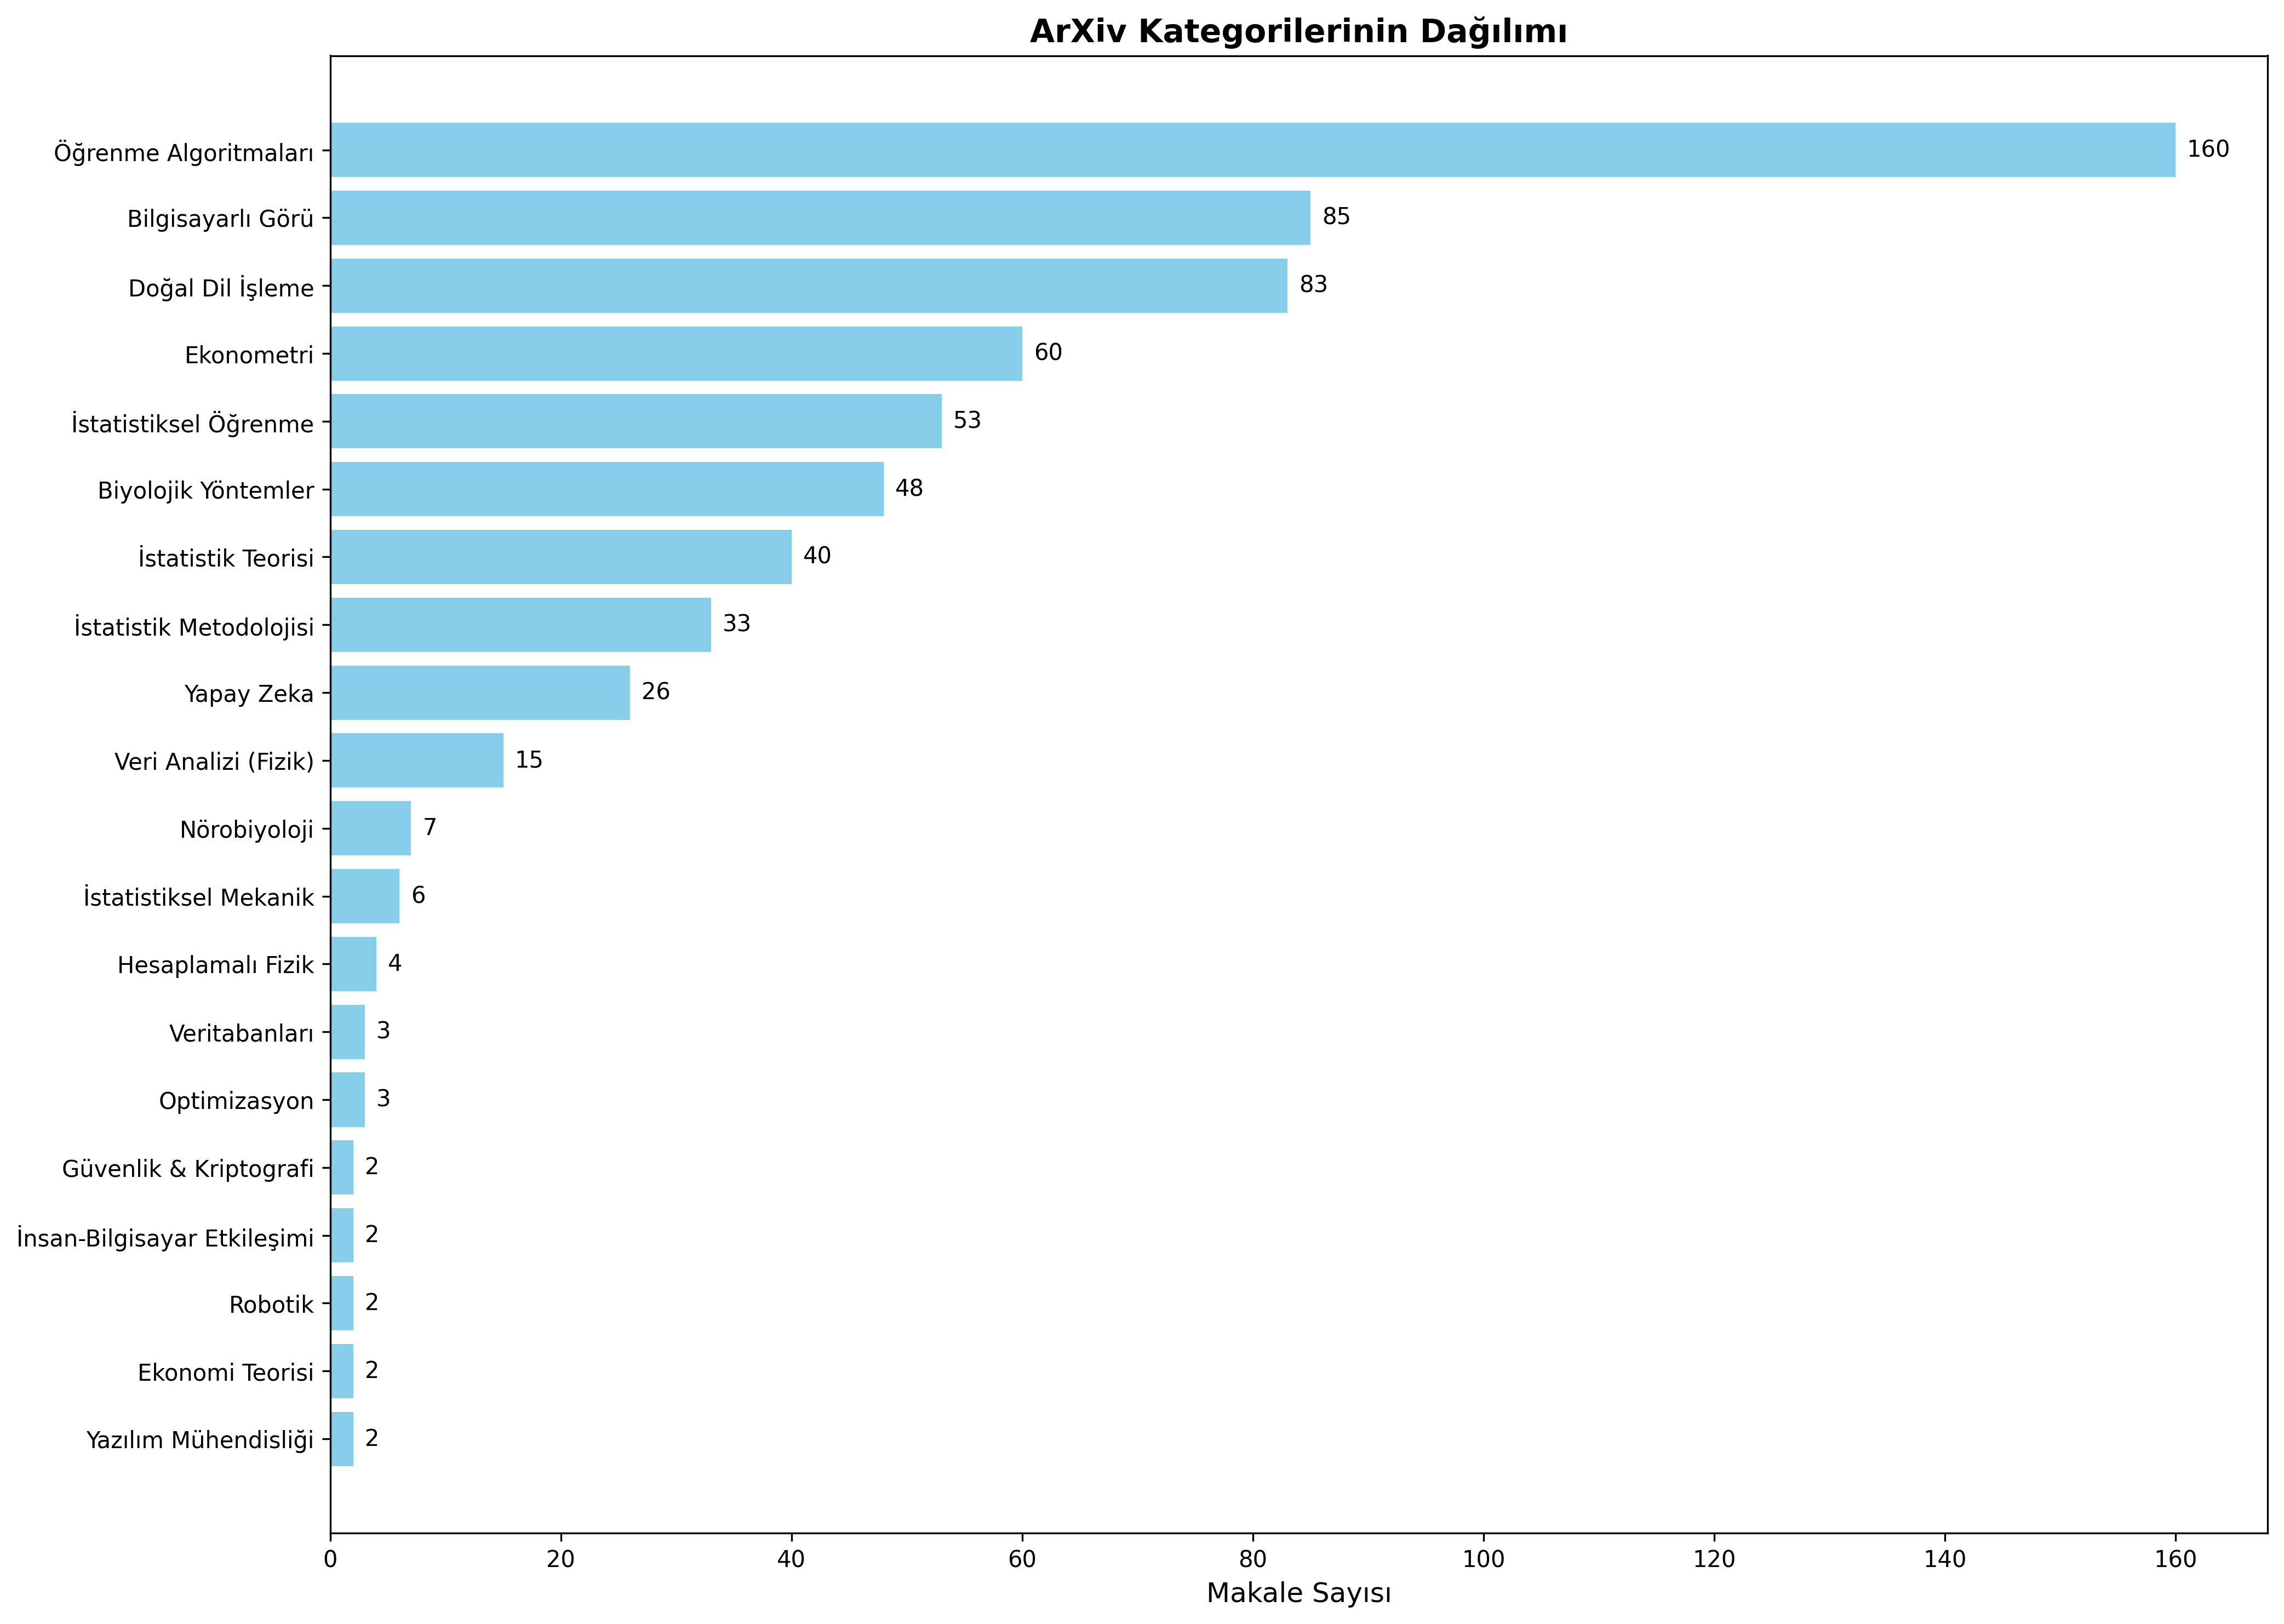 ArXiv Kategorilerinin Dağılımı
Öğrenme Algoritmaları 160
Bilgisayarlı Görü 85
Doğal Dil İşleme 83
Ekonometri 60
İstatistiksel Öğrenme 53
Biyolojik Yöntemler 48
İstatistik Teorisi 40
İstatistik Metodolojisi 33
Yapay Zeka 26
Veri Analizi (Fizik) 15
Nörobiyoloji 7
İstatistiksel Mekanik 6
Hesaplamalı Fizik 4
Veritabanları 3
Optimizasyon 3
Güvenlik & Kriptografi 2
İnsan-Bilgisayar Etkileşimi 2
Robotik 2
Ekonomi Teorisi 2
Yazılım Mühendisliği 2
0 20 40 60 80 100 120 140 160
Makale Sayısı